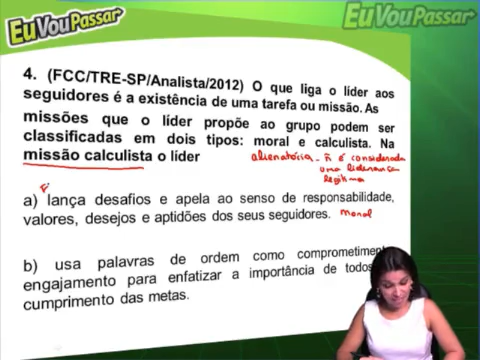 EuVouPassar
EuVouPassar
4. (FCC/TRE-SP/Analista/2012) O que liga o líder aos
seguidores é a existência de uma tarefa ou missão. As
missões que o líder propõe ao grupo podem ser
classificadas em dois tipos: moral e calculista. Na
missão calculista o líder
alienatória - ñ é considerada
uma liderança
legítima
a) lança desafios e apela ao senso de responsabilidade,
valores, desejos e aptidões dos seus seguidores. moral
b) usa palavras de ordem como comprometimento
engajamento para enfatizar a importância de todos
cumprimento das metas.